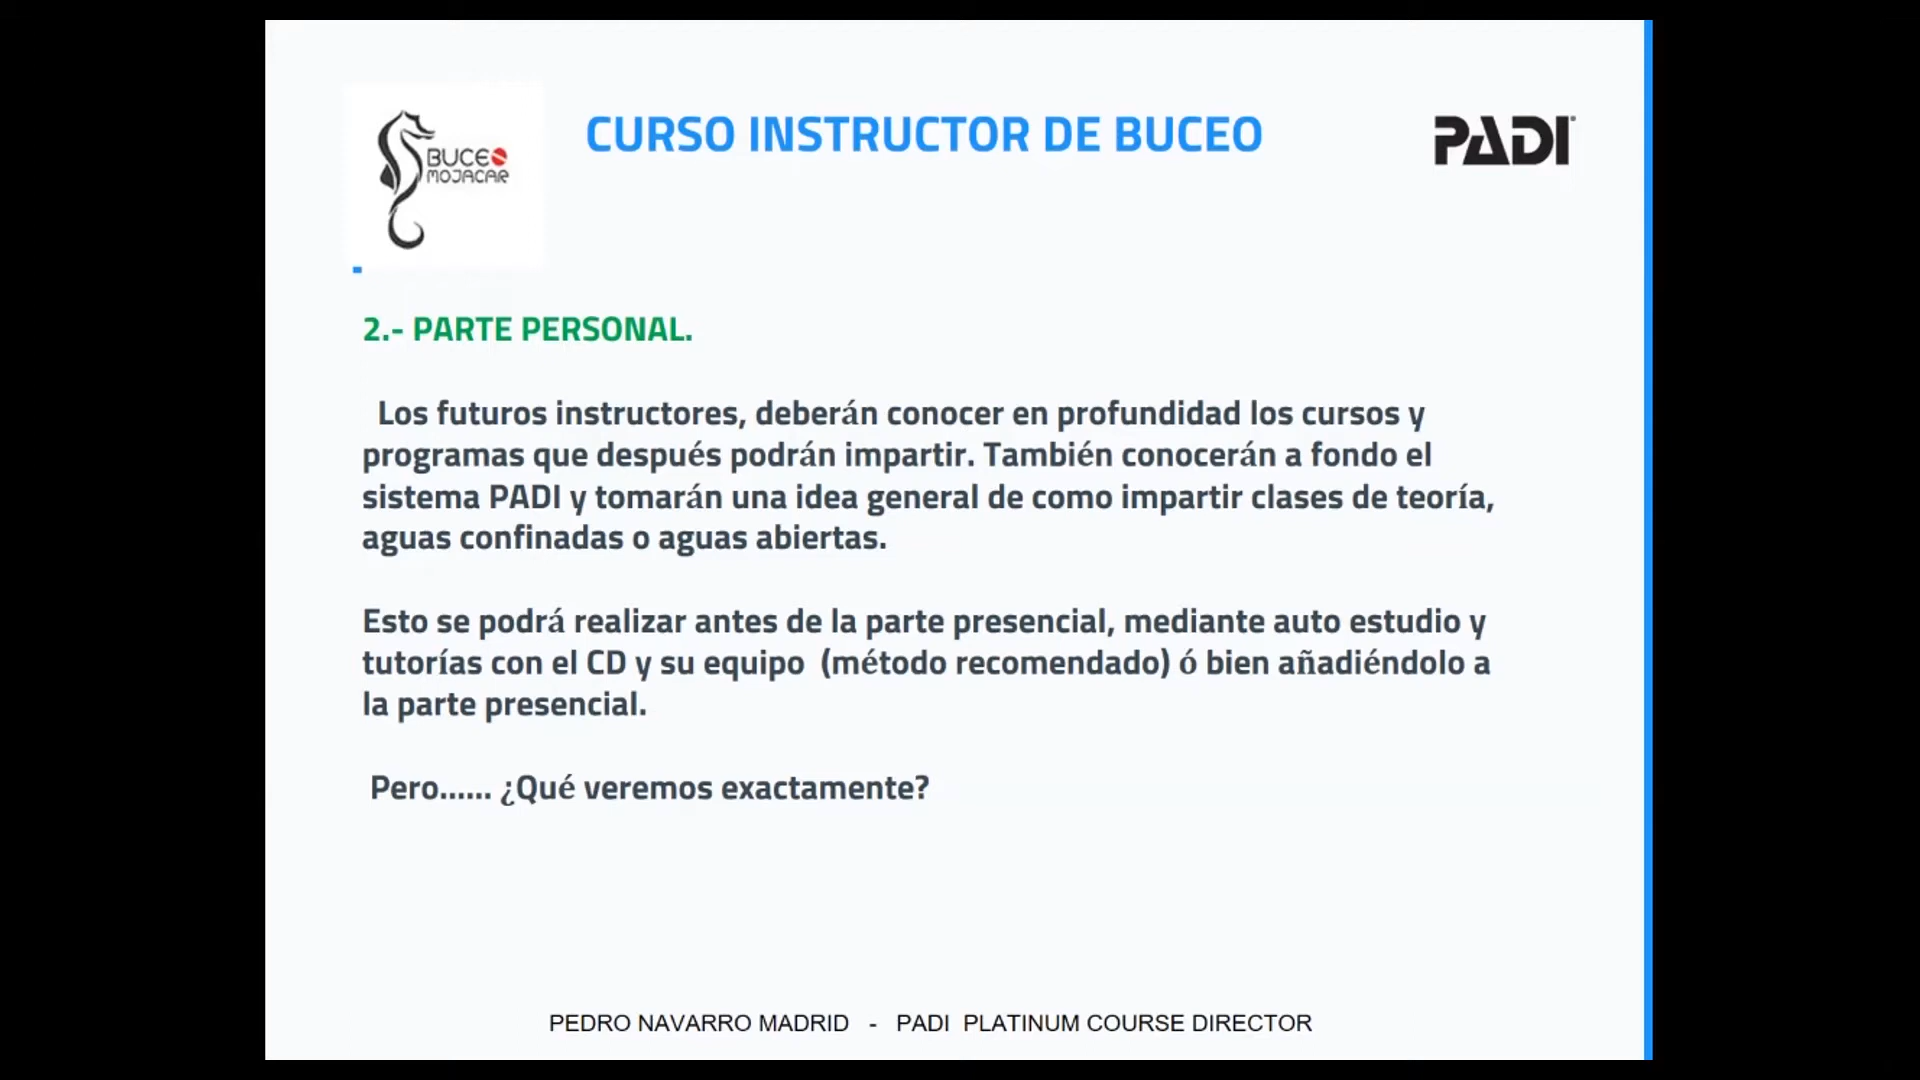 BUCEO
MOJACAR
CURSO INSTRUCTOR DE BUCEO
PADI
2.- PARTE PERSONAL.
Los futuros instructores, deberán conocer en profundidad los cursos y
programas que después podrán impartir. También conocerán a fondo el
sistema PADI y tomarán una idea general de como impartir clases de teoría,
aguas confinadas o aguas abiertas.
Esto se podrá realizar antes de la parte presencial, mediante auto estudio y
tutorías con el CD y su equipo (método recomendado) ó bien añadiéndolo a
la parte presencial.
Pero...... ¿Qué veremos exactamente?
PEDRO NAVARRO MADRID - PADI PLATINUM COURSE DIRECTOR